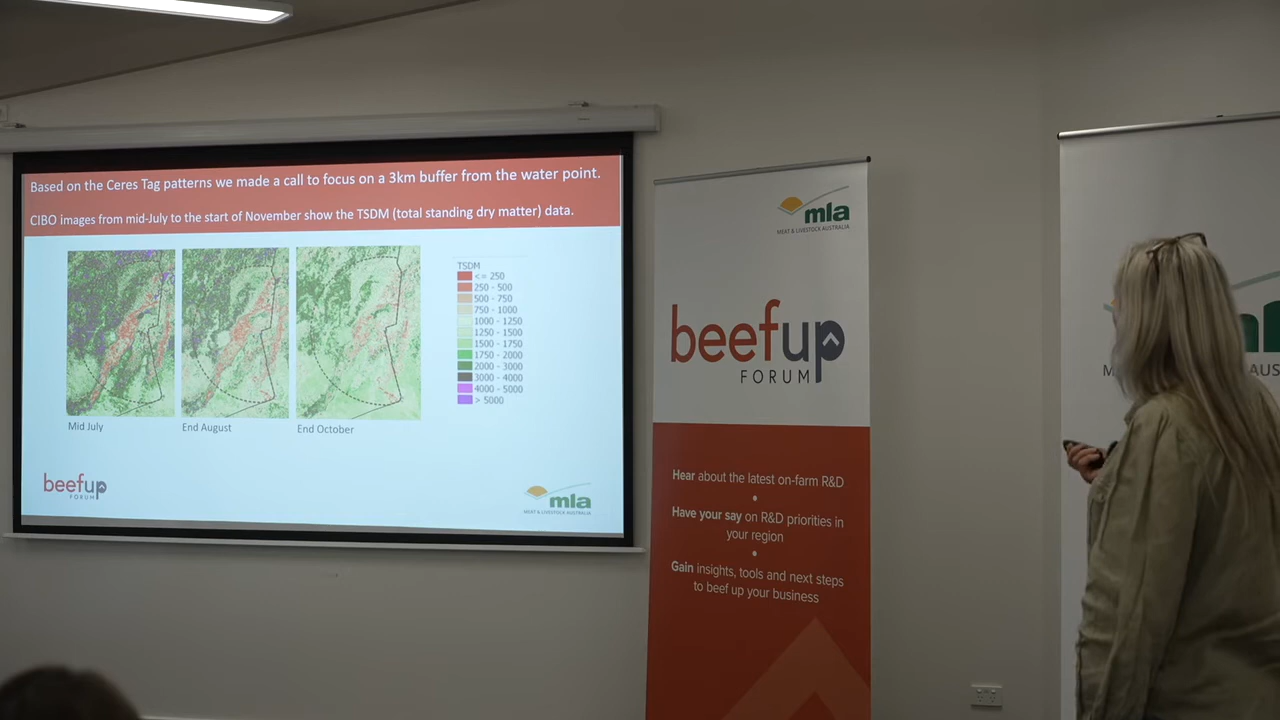 Based on the Ceres Tag patterns we made a call to focus on a 3km buffer from the water point.
CIBO images from mid-July to the start of November show the TSDM (total standing dry matter) data.
TSDM
<= 250
250 - 500
500 - 750
750 - 1000
1000 - 1250
1250 - 1500
1500 - 1750
1750 - 2000
2000 - 3000
3000 - 4000
4000 - 5000
> 5000
Mid July
End August
End October
beefup
FORUM
mla
MEAT & LIVESTOCK AUSTRALIA
mla
MEAT & LIVESTOCK AUSTRALIA
beefup
FORUM
Hear about the latest on-farm R&D
•
Have your say on R&D priorities in
your region
•
Gain insights, tools and next steps
to beef up your business